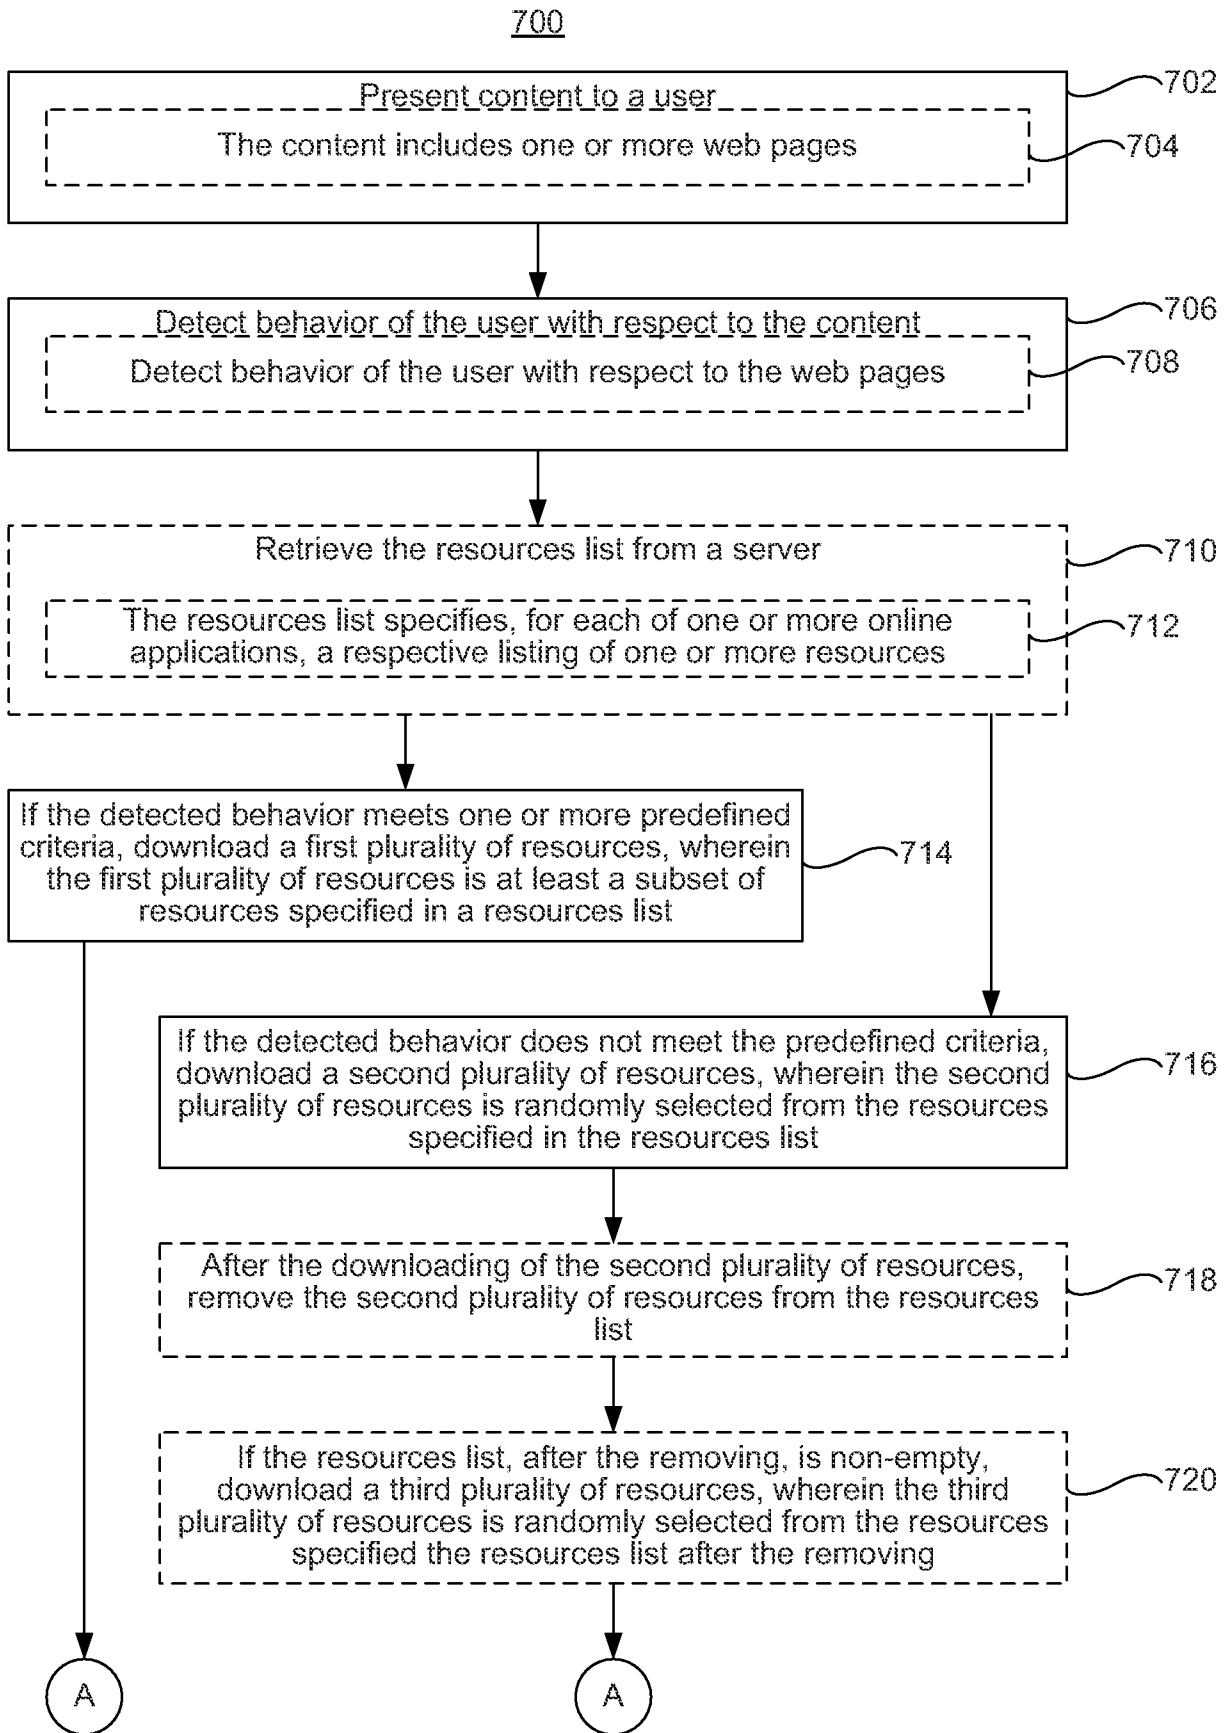 700
Present content to a user
702
The content includes one or more web pages
704
Detect behavior of the user with respect to the content
706
Detect behavior of the user with respect to the web pages
708
Retrieve the resources list from a server
710
The resources list specifies, for each of one or more online
applications, a respective listing of one or more resources
712
If the detected behavior meets one or more predefined
criteria, download a first plurality of resources, wherein
the first plurality of resources is at least a subset of
resources specified in a resources list
714
If the detected behavior does not meet the predefined criteria,
download a second plurality of resources, wherein the second
plurality of resources is randomly selected from the resources
specified in the resources list
716
After the downloading of the second plurality of resources,
remove the second plurality of resources from the resources
list
718
If the resources list, after the removing, is non-empty,
download a third plurality of resources, wherein the third
plurality of resources is randomly selected from the resources
specified the resources list after the removing
720
A
A